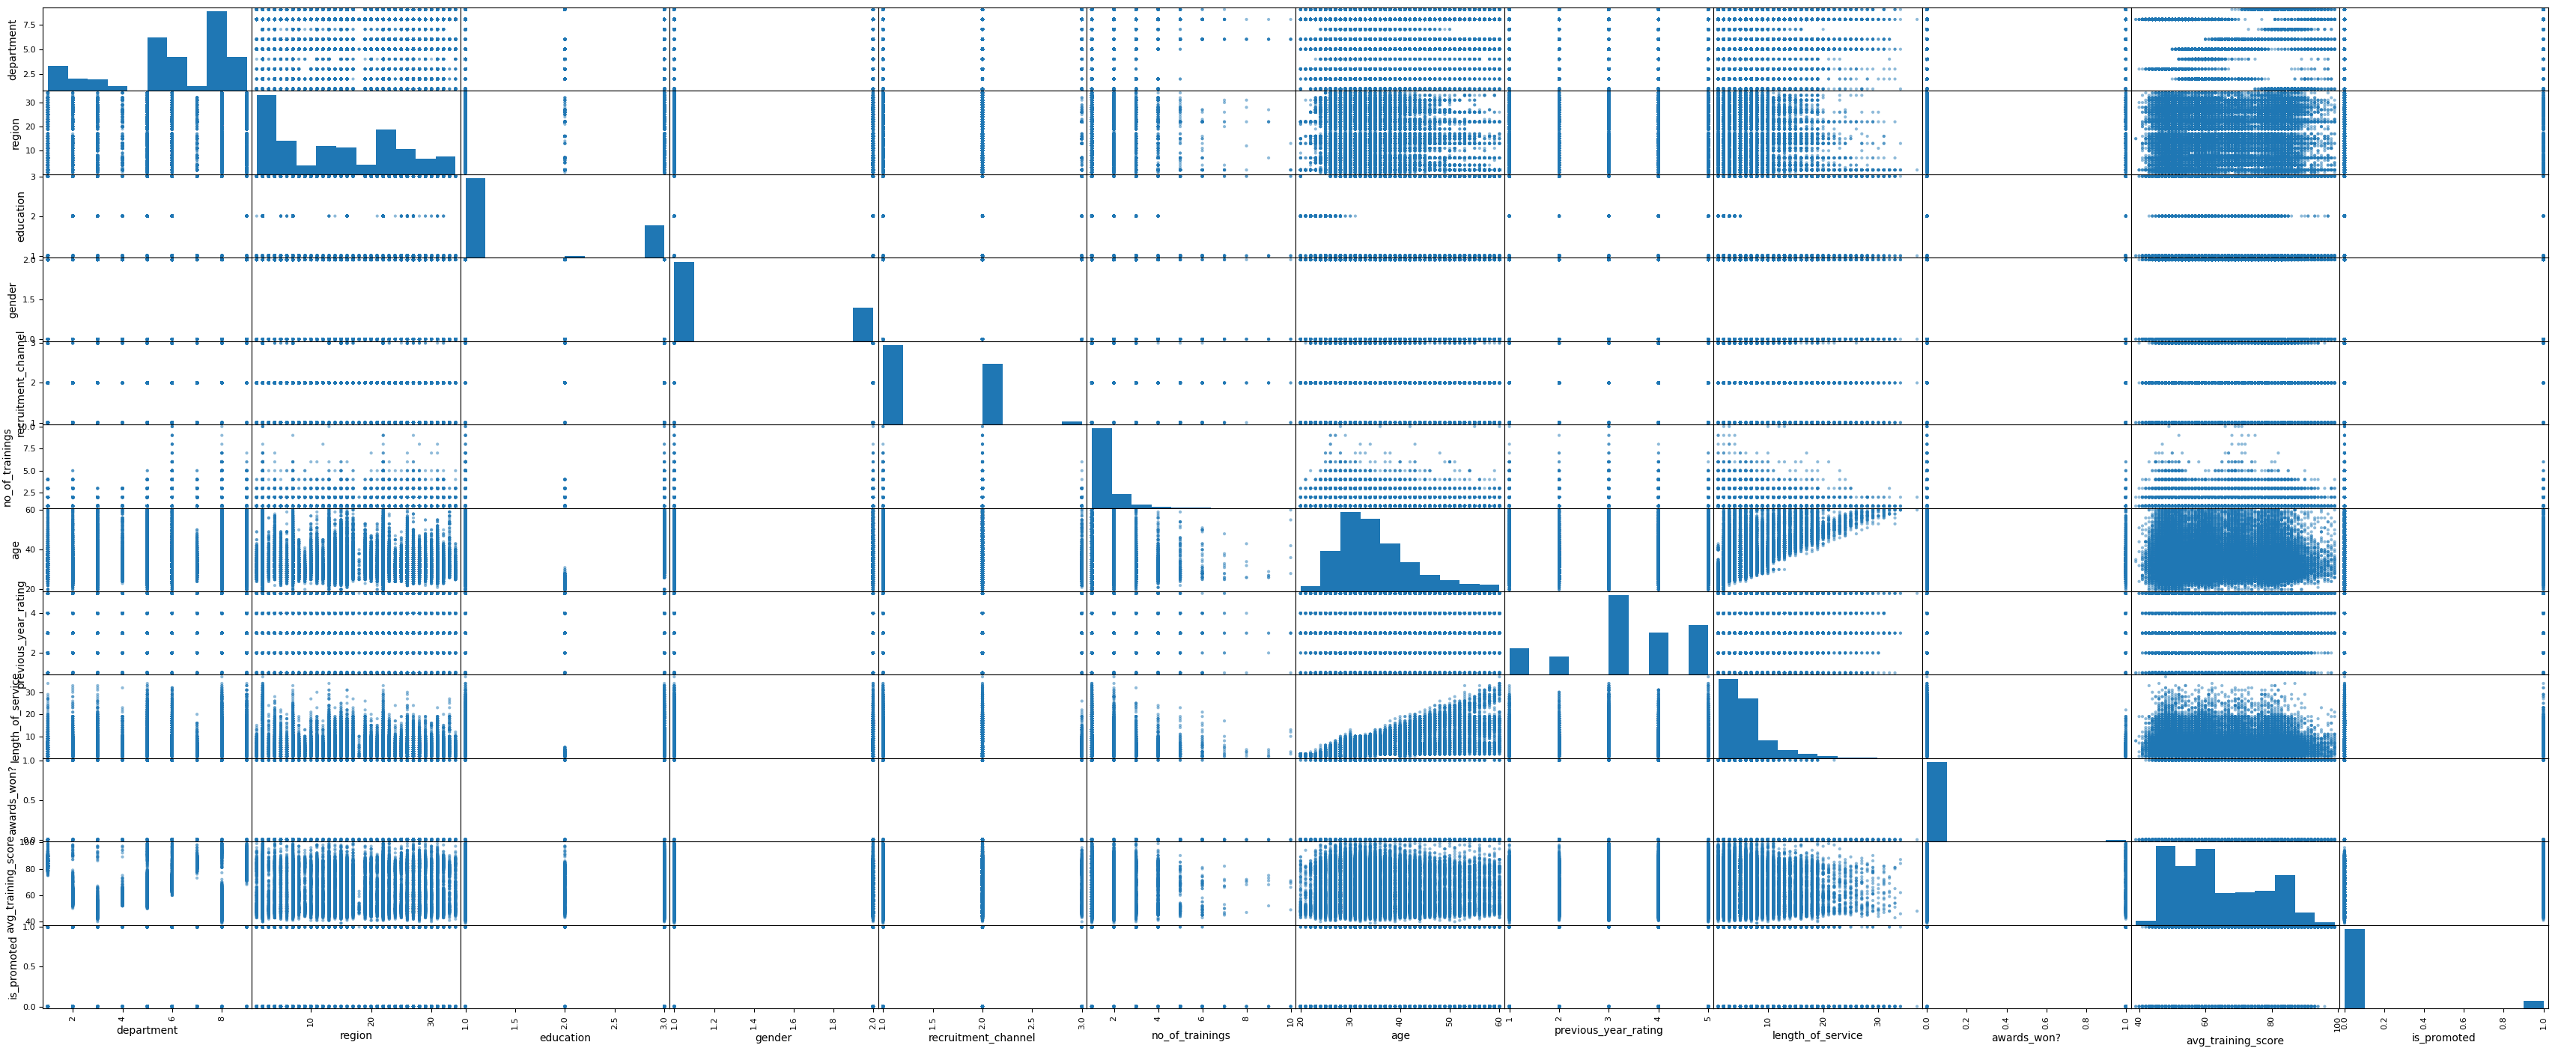 department
7.5
5.0
2.5
region
30
20
10
education
3
2
1
gender
2.0
1.5
1.0
recruitment_channel
3
2
1
no_of_trainings
7.5
5.0
2.5
age
60
40
20
previous_year_rating
4
2
length_of_service
30
20
10
awards_won?
1.0
0.5
0.0
avg_training_score
100
80
60
40
is_promoted
1.0
0.5
0.0
2 4 6 8
10 20 30
1.0 1.5 2.0 2.5 3.0
1.0 1.2 1.4 1.6 1.8 2.0
1.0 1.5 2.0 2.5 3.0
2 4 6 8 10
20 30 40 50 60
1 2 3 4 5
10 20 30
0.0 0.2 0.4 0.6 0.8 1.0
40 60 80 100
0.0 0.2 0.4 0.6 0.8 1.0
department region education gender recruitment_channel no_of_trainings age previous_year_rating length_of_service awards_won? avg_training_score is_promoted